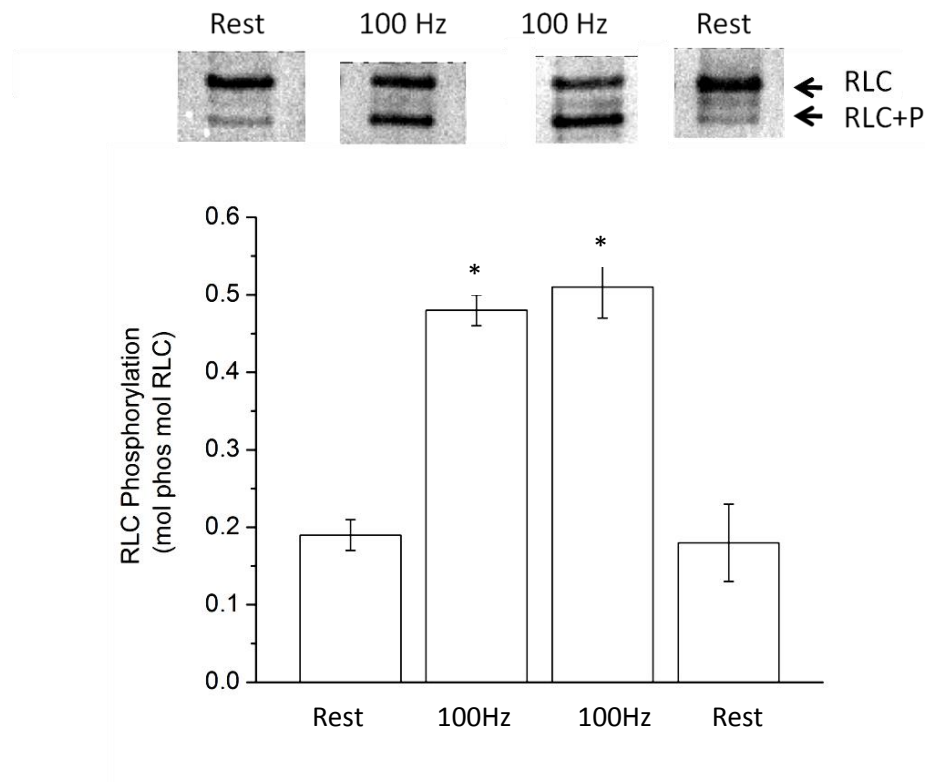 Rest 100 Hz 100 Hz Rest
RLC
RLC+P
*
*
0.6
0.5
0.4
0.3
0.2
0.1
0.0
RLC Phosphorylation
(mol phos mol RLC)
Rest 100Hz 100Hz Rest